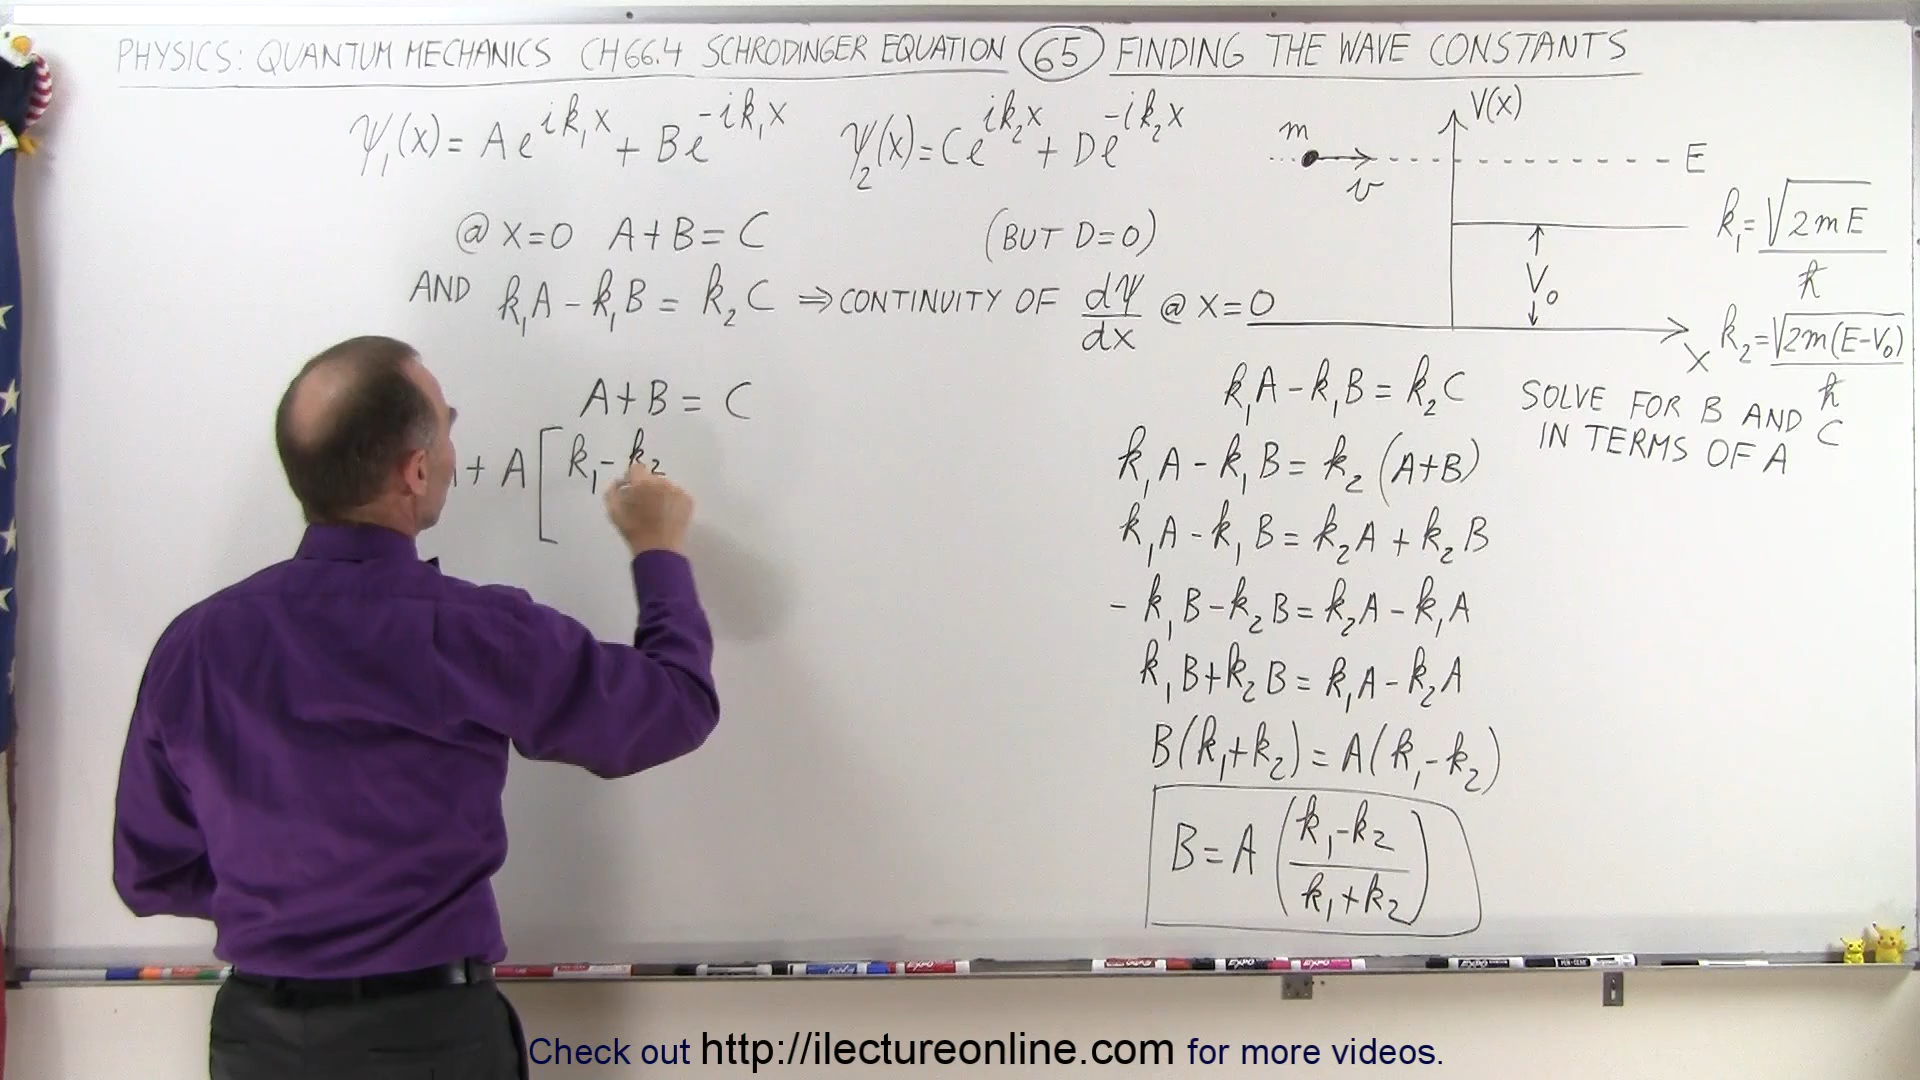 PHYSICS: QUANTUM MECHANICS CH 66.4 SCHRODINGER EQUATION 65 FINDING THE WAVE CONSTANTS
ψ₁(x) = Ae^{ik₁x} + Be^{-ik₁x}
ψ₂(x) = Ce^{ik₂x} + De^{-ik₂x}
@ x=0 A+B = C (BUT D=0)
AND k₁A - k₁B = k₂C ⇒ CONTINUITY OF dψ/dx @ x=0
A+B = C
+ A [k₁-k₂
V(x)
m
v
E
V₀
x
k₁ = √2mE / ħ
k₂ = √2m(E-V₀) / ħ
SOLVE FOR B AND C
IN TERMS OF A
k₁A - k₁B = k₂C
k₁A - k₁B = k₂(A+B)
k₁A - k₁B = k₂A + k₂B
- k₁B - k₂B = k₂A - k₁A
k₁B + k₂B = k₁A - k₂A
B(k₁+k₂) = A(k₁-k₂)
B = A (k₁-k₂ / k₁+k₂)
EXPO
Check out http://ilectureonline.com for more videos.